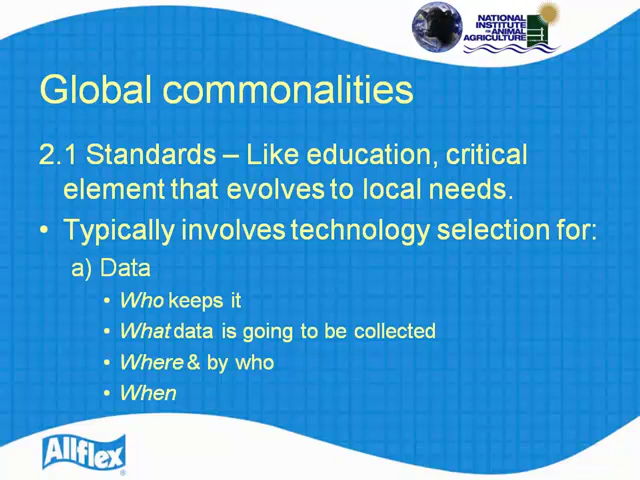 NATIONAL
INSTITUTE
FOR ANIMAL
AGRICULTURE
Global commonalities
2.1 Standards – Like education, critical
element that evolves to local needs.
• Typically involves technology selection for:
a) Data
• Who keeps it
• What data is going to be collected
• Where & by who
• When
Allflex
®